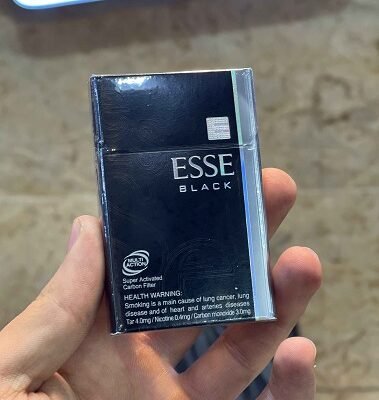 ESSE
BLACK
MULTI
ACTION
Super Activated
Carbon Filter
HEALTH WARNING:
Smoking is a main cause of lung cancer, lung
disease and of heart and arteries diseases
Tar 4.0mg / Nicotine 0.4mg / Carbon monoxide 3.0mg